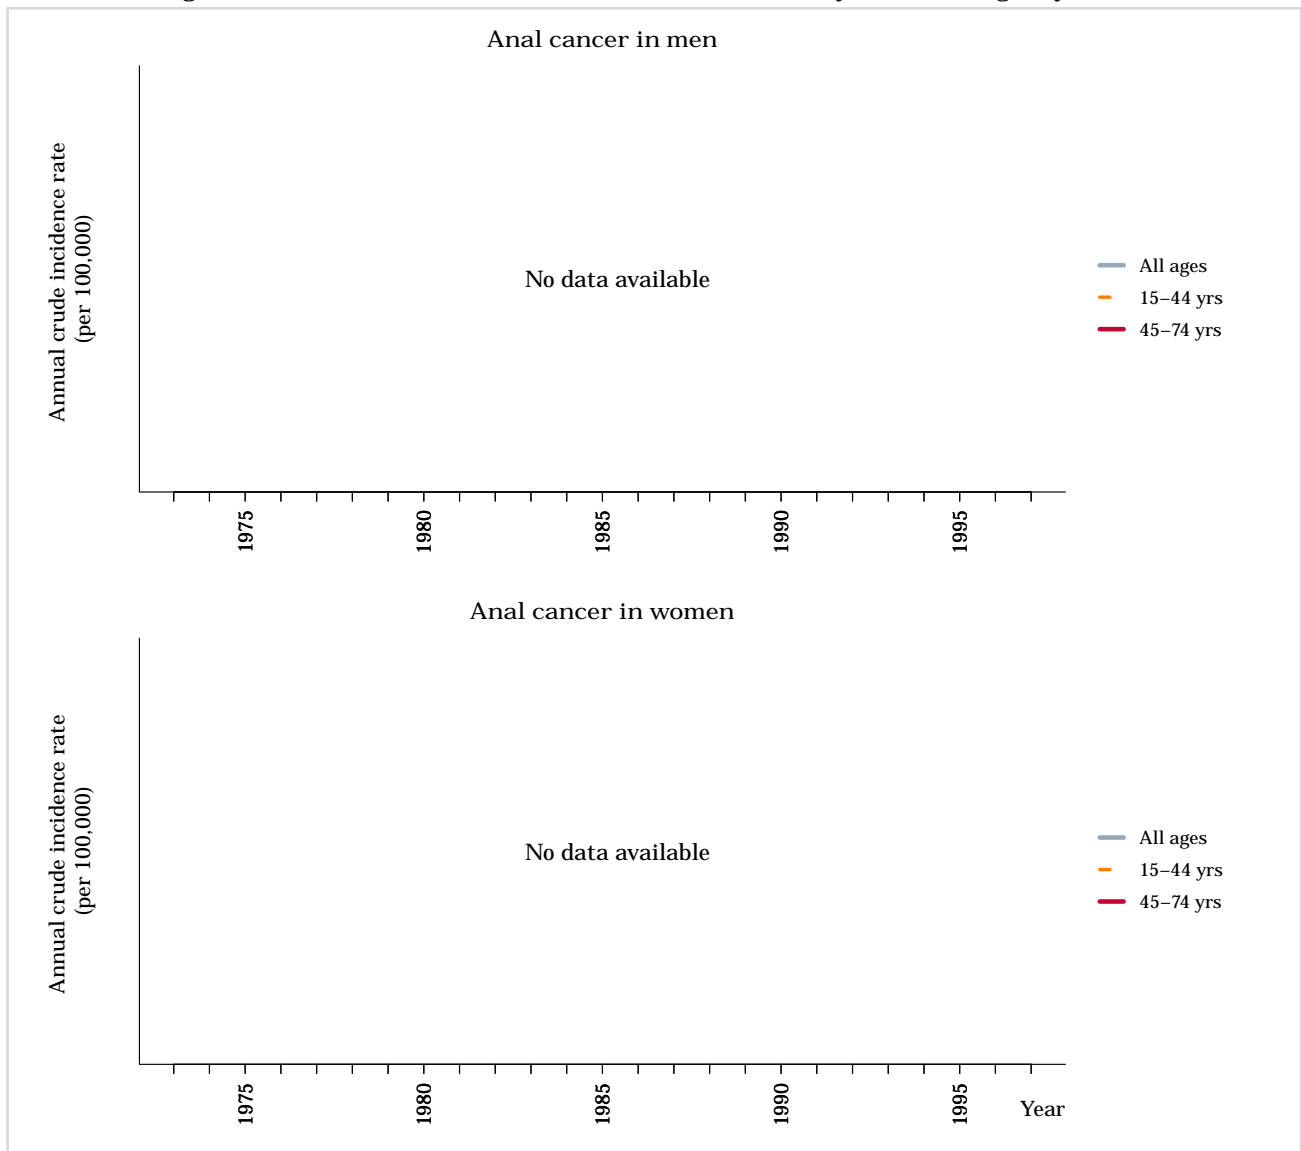 Anal cancer in men
Annual crude incidence rate
(per 100,000)
No data available
All ages
15–44 yrs
45–74 yrs
1975
1980
1985
1990
1995
Anal cancer in women
Annual crude incidence rate
(per 100,000)
No data available
All ages
15–44 yrs
45–74 yrs
1975
1980
1985
1990
1995
Year